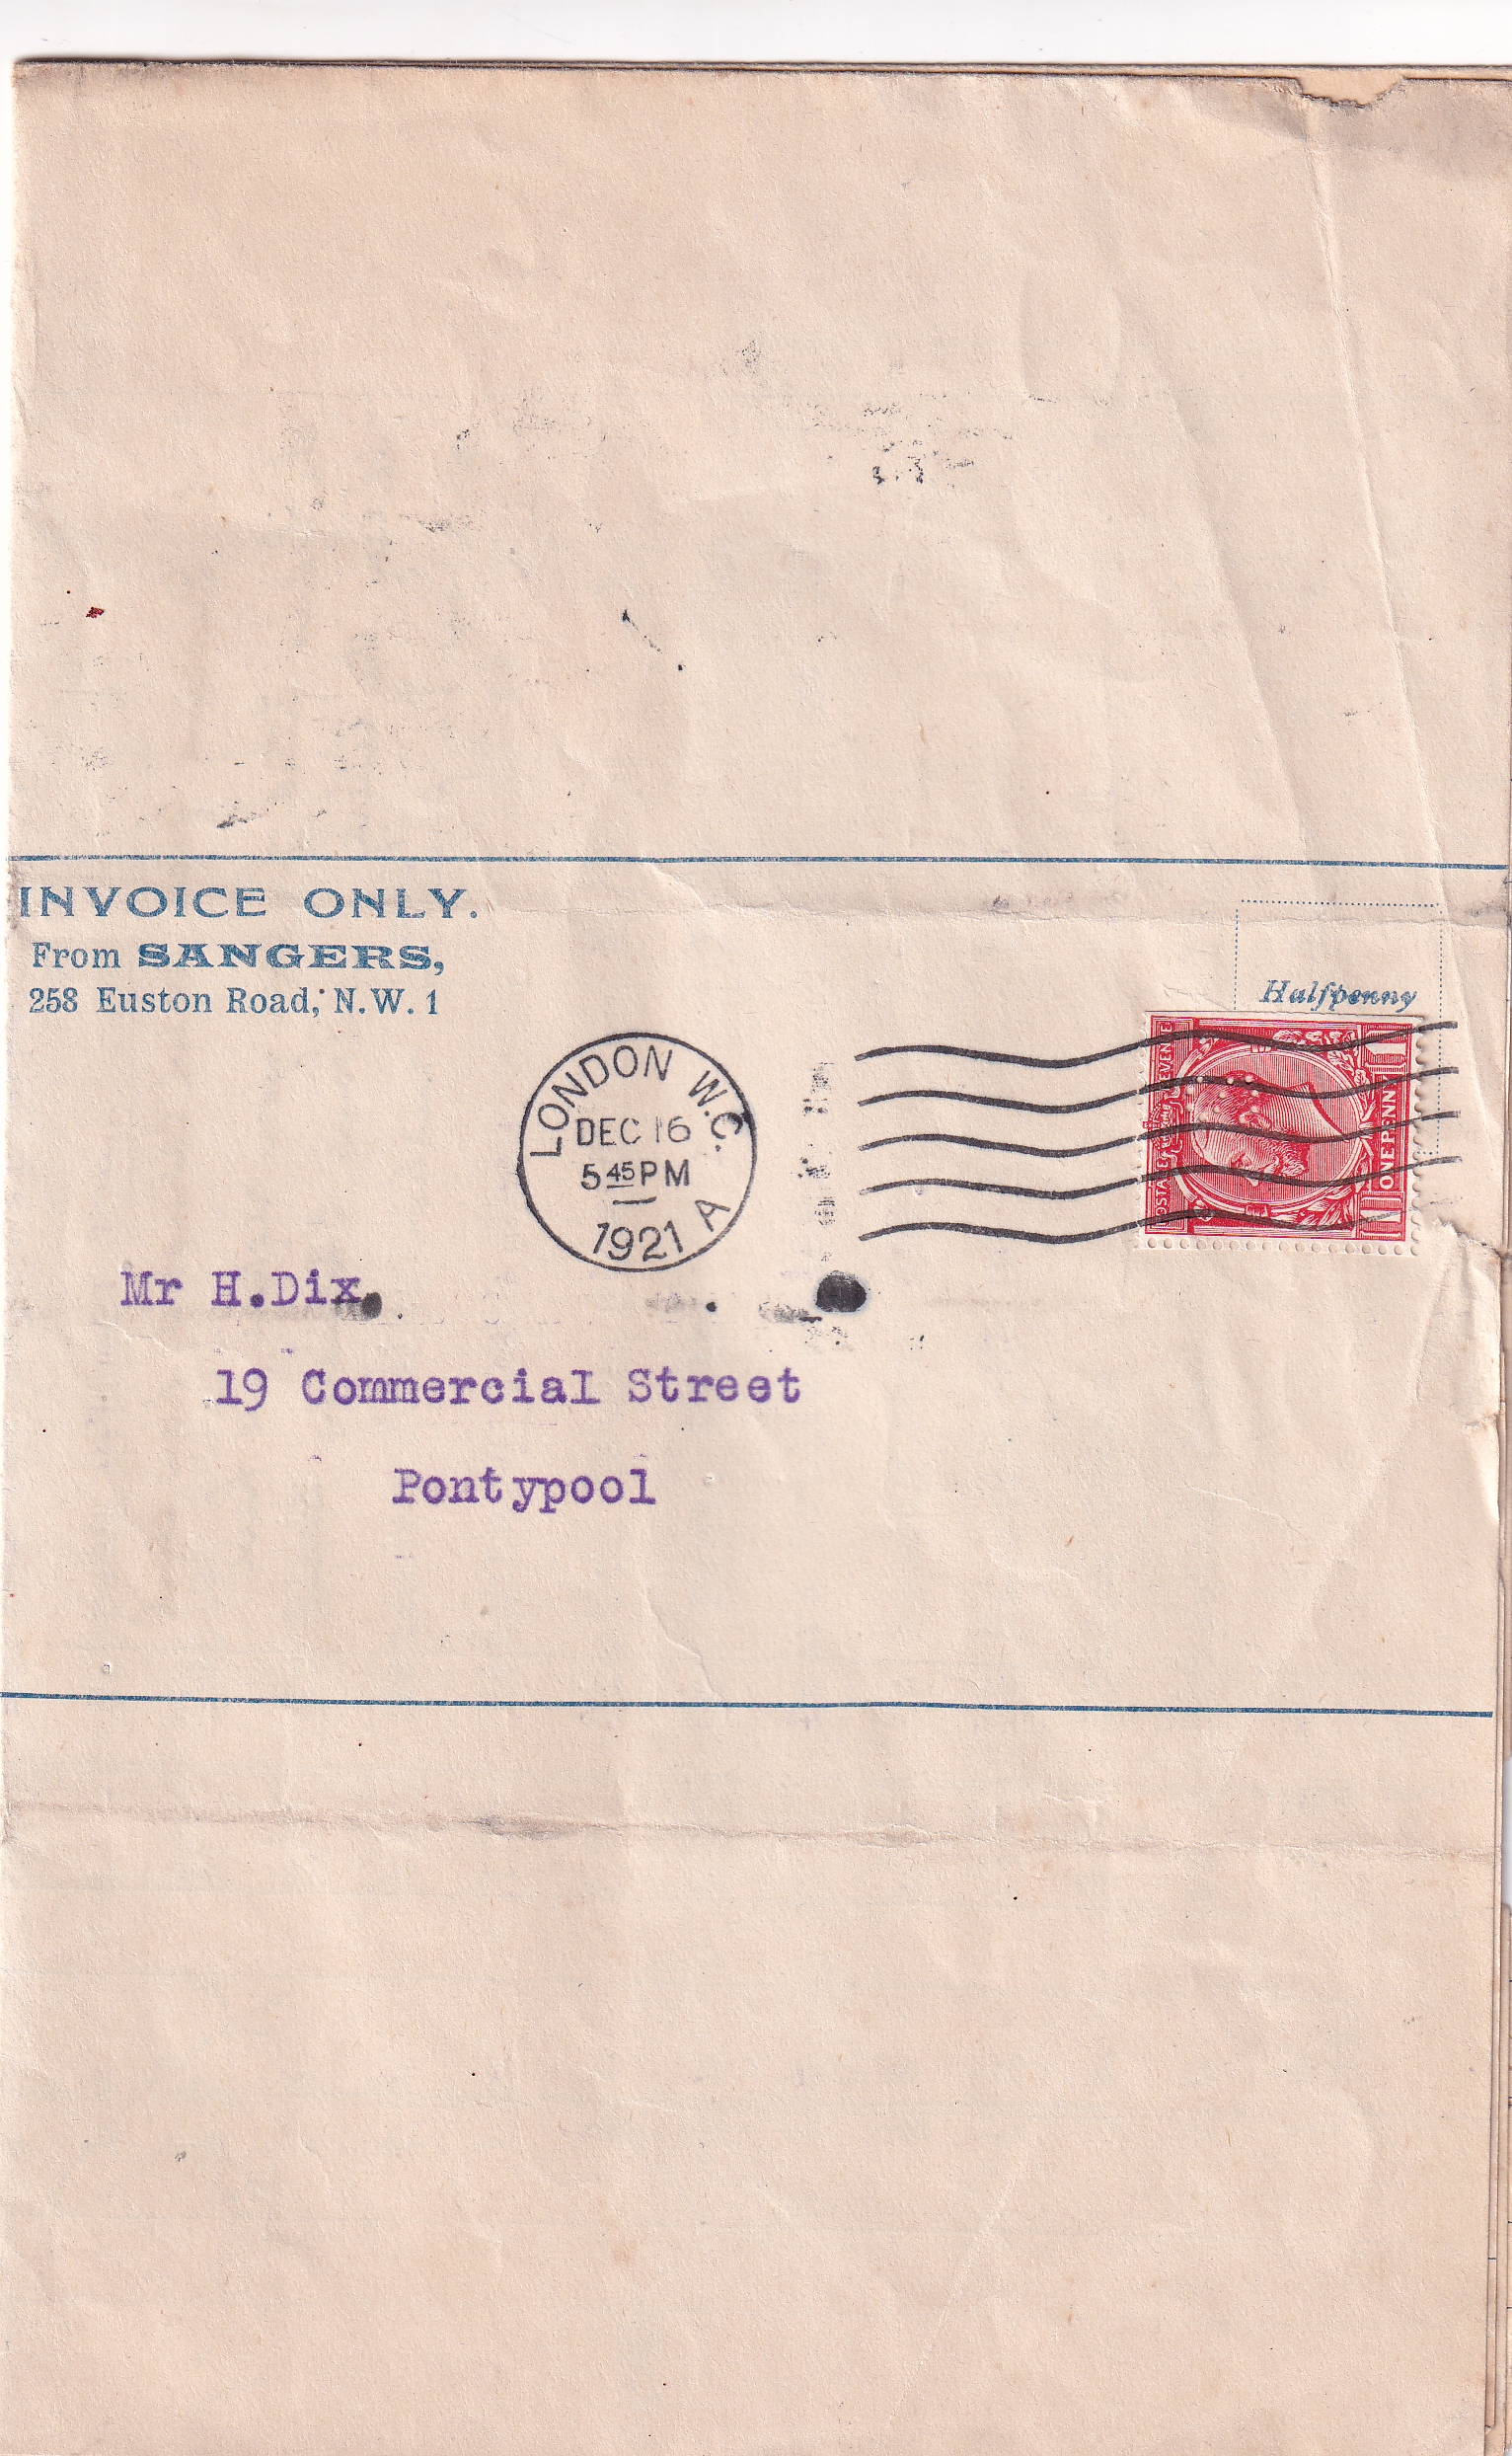 INVOICE ONLY.
From SANGERS,
258 Euston Road, N.W. 1
Halfpenny
LONDON W.C.
DEC 16
5 45 PM
1921 A
POSTAGE REVENUE
ONE PENNY
Mr H.Dix.
19 Commercial Street
Pontypool